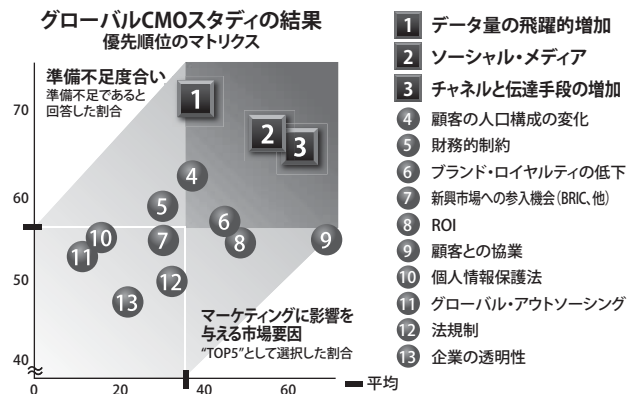 グローバルCMOスタディの結果
優先順位のマトリクス
準備不足度合い
準備不足であると
回答した割合
70
60
50
40
0
20
40
60
1
2
3
4
5
6
7
8
9
10
11
12
13
マーケティングに影響を
与える市場要因
“TOP5”として選択した割合
平均
1 データ量の飛躍的増加
2 ソーシャル・メディア
3 チャネルと伝達手段の増加
4 顧客の人口構成の変化
5 財務的制約
6 ブランド・ロイヤルティの低下
7 新興市場への参入機会（BRIC、他）
8 ROI
9 顧客との協業
10 個人情報保護法
11 グローバル・アウトソーシング
12 法規制
13 企業の透明性